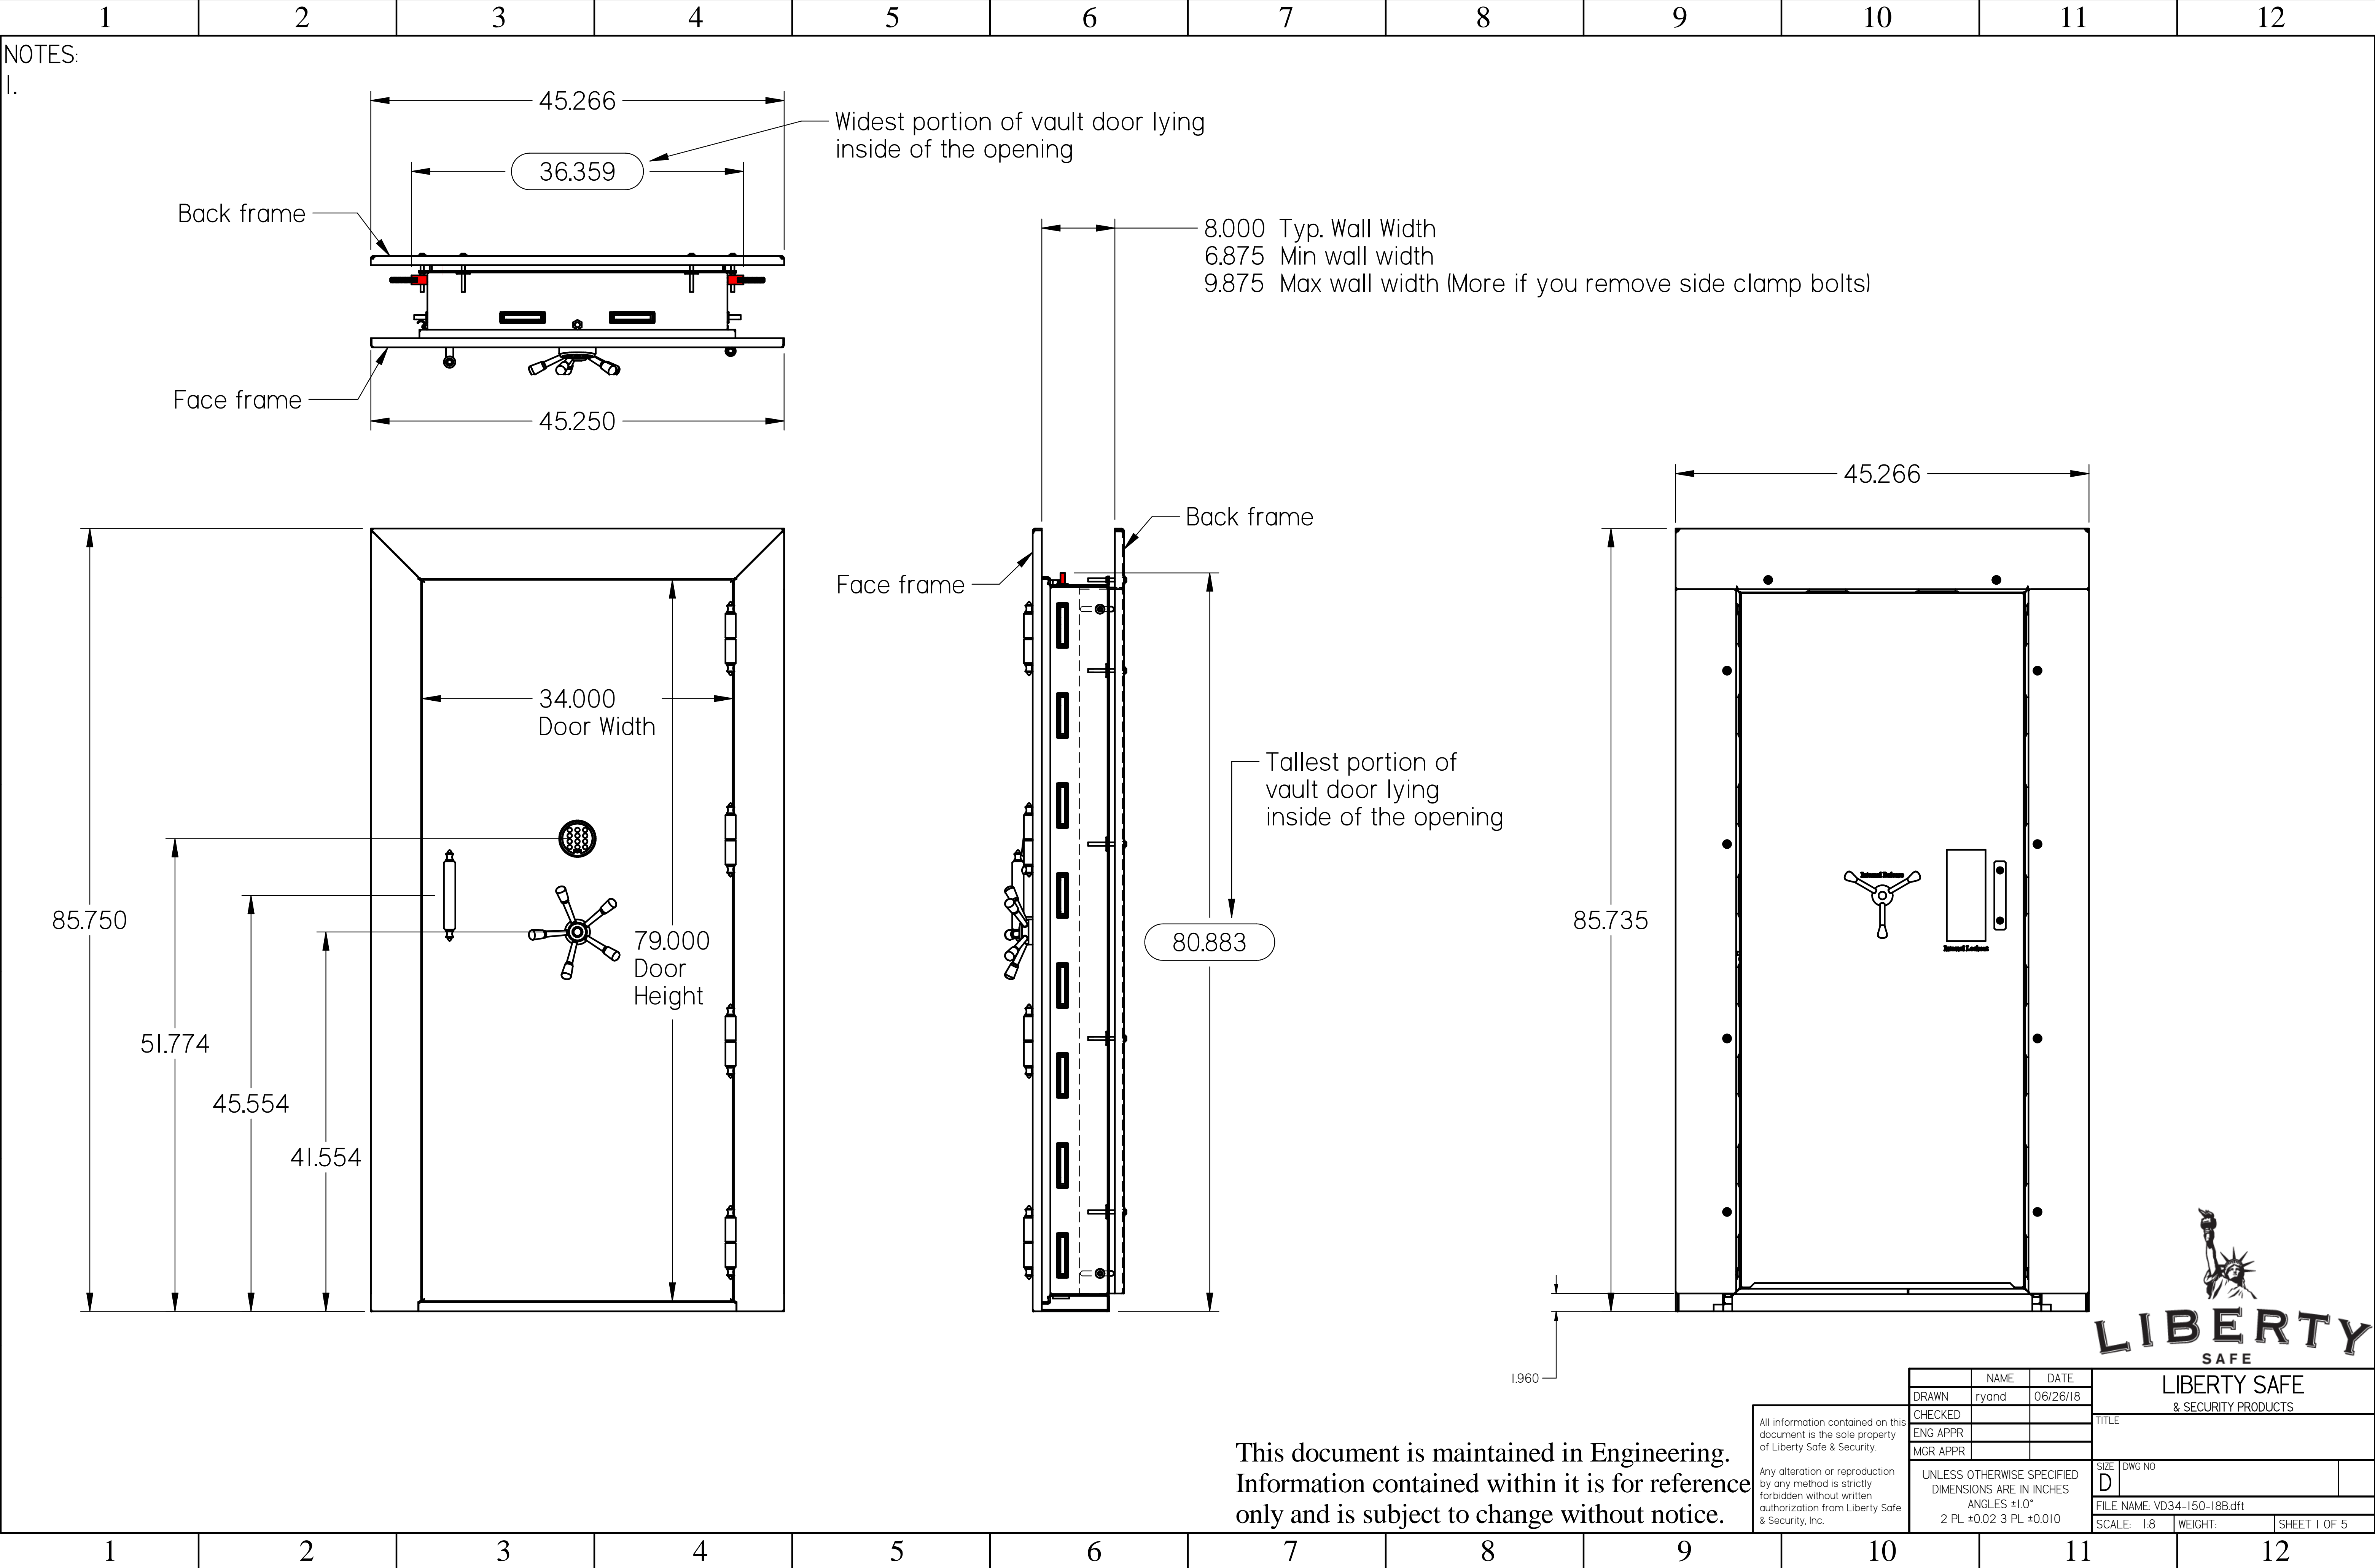 1 2 3 4 5 6 7 8 9 10 11 12
NOTES:
1.
45.266
Widest portion of vault door lying
inside of the opening
36.359
Back frame
8.000 Typ. Wall Width
6.875 Min wall width
9.875 Max wall width (More if you remove side clamp bolts)
Face frame
45.250
45.266
Back frame
Face frame
34.000
Door Width
Tallest portion of
vault door lying
inside of the opening
85.750
79.000
Door
Height
80.883
85.735
Internal Release
Internal Lockout
51.774
45.554
41.554
1.960
LIBERTY
SAFE
NAME DATE
DRAWN ryand 06/26/18
CHECKED
ENG APPR
MGR APPR
LIBERTY SAFE
& SECURITY PRODUCTS
TITLE
SIZE DWG NO
D
FILE NAME: VD34-150-18B.dft
SCALE: 1:8 WEIGHT: SHEET 1 OF 5
UNLESS OTHERWISE SPECIFIED
DIMENSIONS ARE IN INCHES
ANGLES ±1.0°
2 PL ±0.02 3 PL ±0.010
All information contained on this
document is the sole property
of Liberty Safe & Security.
Any alteration or reproduction
by any method is strictly
forbidden without written
authorization from Liberty Safe
& Security, Inc.
This document is maintained in Engineering.
Information contained within it is for reference
only and is subject to change without notice.
1 2 3 4 5 6 7 8 9 10 11 12